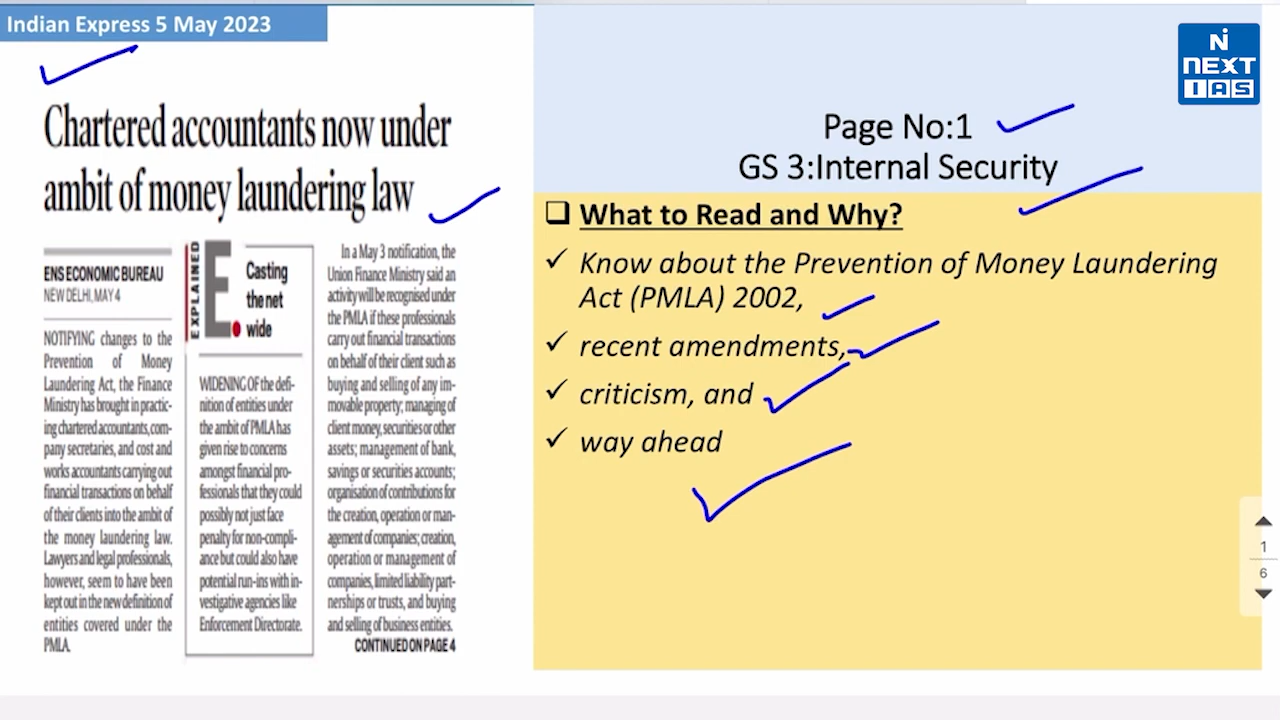 Indian Express 5 May 2023
Chartered accountants now under
ambit of money laundering law
ENS ECONOMIC BUREAU
NEW DELHI, MAY 4
NOTIFYING changes to the
Prevention of Money
Laundering Act, the Finance
Ministry has brought in practic-
ing chartered accountants, com-
pany secretaries, and cost and
works accountants carrying out
financial transactions on behalf
of their clients into the ambit of
the money laundering law.
Lawyers and legal professionals,
however, seem to have been
kept out in the new definition of
entities covered under the
PMLA.
EXPLAINED
E.
Casting
the net
wide
WIDENING OF the defi-
nition of entities under
the ambit of PMLA has
given rise to concerns
amongst financial pro-
fessionals that they could
possibly not just face
penalty for non-compli-
ance but could also have
potential run-ins with in-
vestigative agencies like
Enforcement Directorate.
In a May 3 notification, the
Union Finance Ministry said an
activity will be recognised under
the PMLA if these professionals
carry out financial transactions
on behalf of their client such as
buying and selling of any im-
movable property; managing of
client money, securities or other
assets; management of bank,
savings or securities accounts;
organisation of contributions for
the creation, operation or man-
agement of companies; creation,
operation or management of
companies, limited liability part-
nerships or trusts, and buying
and selling of business entities.
CONTINUED ON PAGE 4
N
NEXT
IAS
Page No:1
GS 3:Internal Security
What to Read and Why?
Know about the Prevention of Money Laundering
Act (PMLA) 2002,
recent amendments,
criticism, and
way ahead
1
6